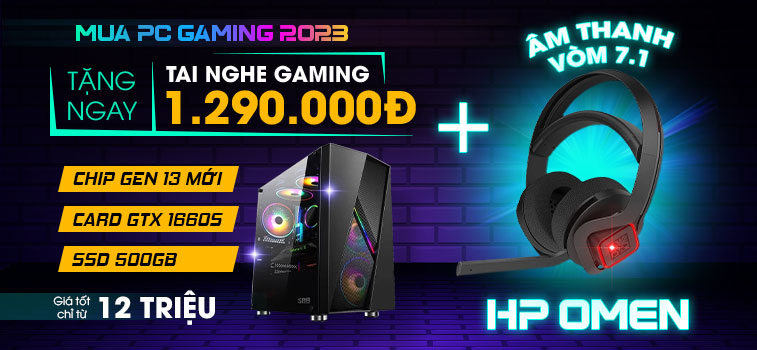 MUA PC GAMING 2023
TẶNG NGAY
TAI NGHE GAMING
1.290.000Đ
+
ÂM THANH
VÒM 7.1
CHIP GEN 13 MỚI
CARD GTX 1660S
SSD 500GB
Giá tốt
chỉ từ
12 TRIỆU
HP OMEN